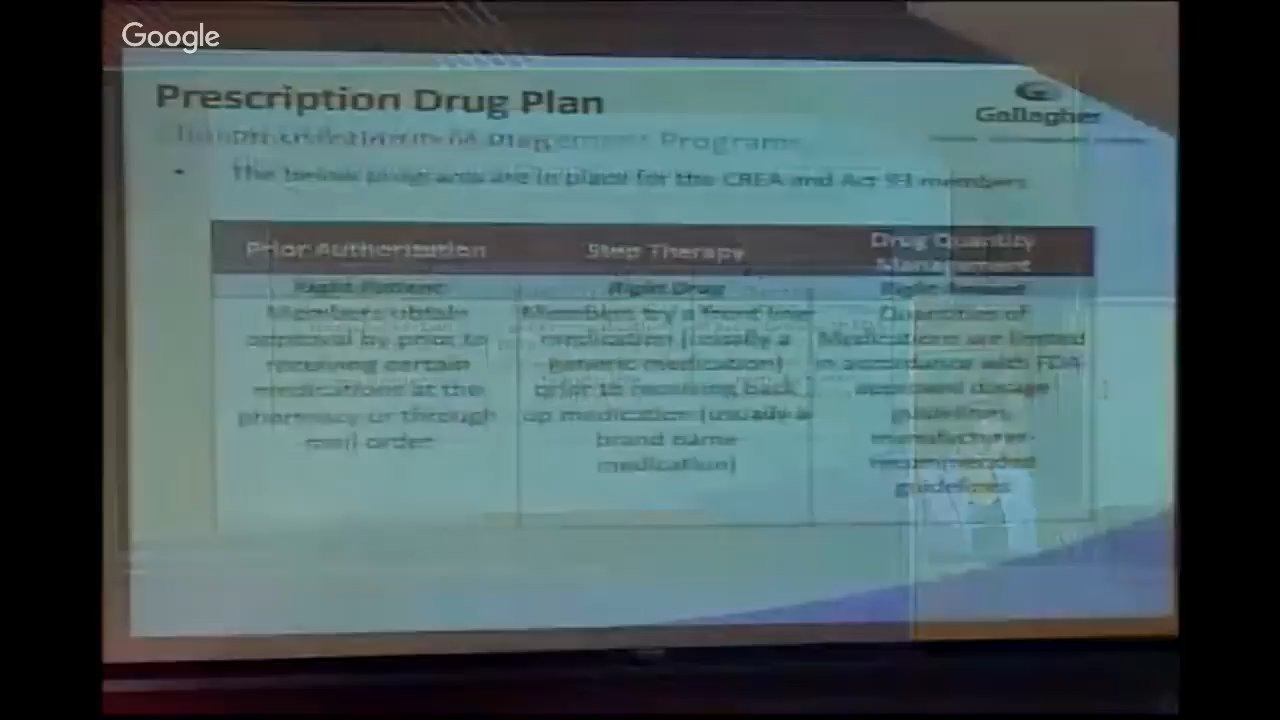 Google
Prescription Drug Plan
Gallagher
Programs
The below programs are in place for the CREA and Act 93 members
Prior Authorization
Members obtain
approval by prior to
receiving certain
medications at the
pharmacy or through
mail order
Step Therapy
Right Drug
Members try a front line
medication (usually a
generic medication)
prior to receiving back
up medication (usually a
brand name
medication)
Drug Quantity
Management
Right Amount
Quantities of
Medications are limited
in accordance with FDA
approved dosage
guidelines
manufacturer-
recommended
guidelines